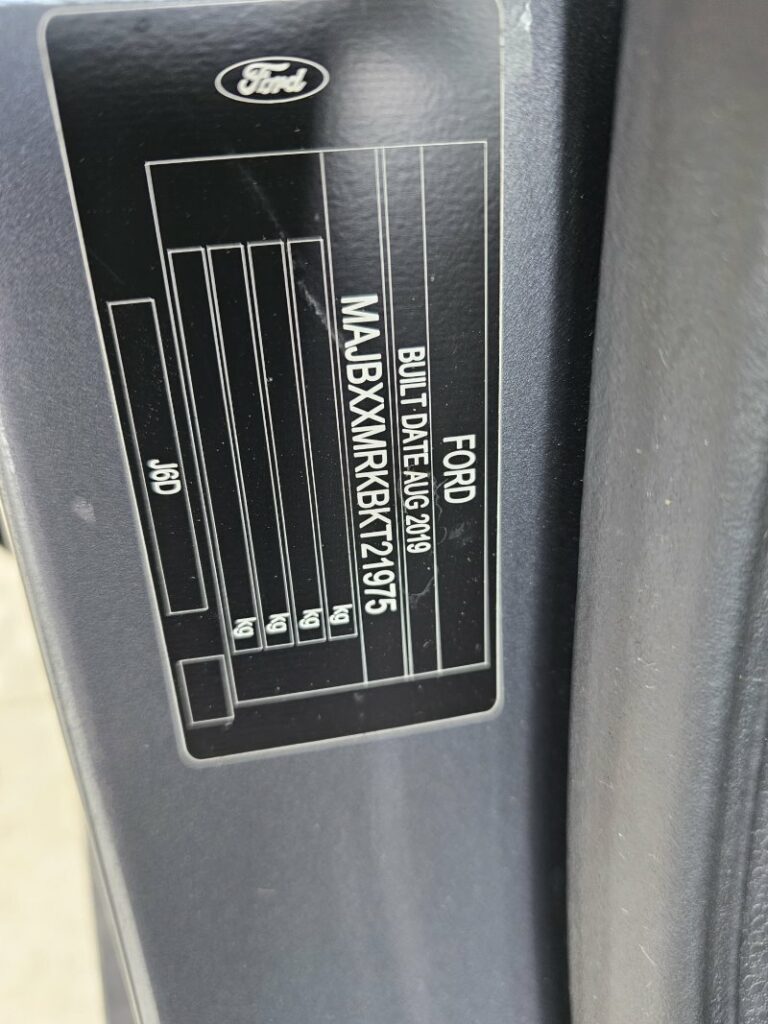 Ford
FORD
BUILT DATE AUG 2019
MAJBXXMRKBKT21975
kg
kg
kg
kg
J6D